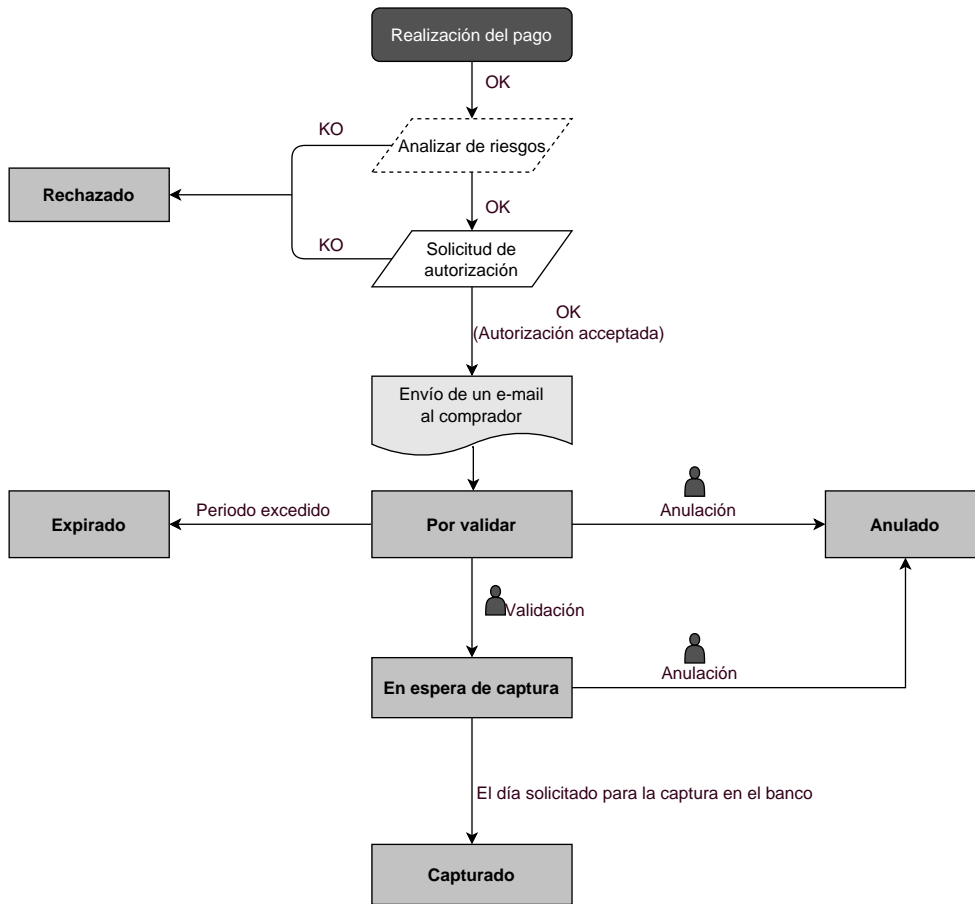 Realización del pago
OK
KO
Analizar de riesgos
Rechazado
OK
KO
Solicitud de
autorización
OK
(Autorización acceptada)
Envío de un e-mail
al comprador
Expirado
Periodo excedido
Por validar
Anulación
Anulado
Validación
En espera de captura
Anulación
El día solicitado para la captura en el banco
Capturado